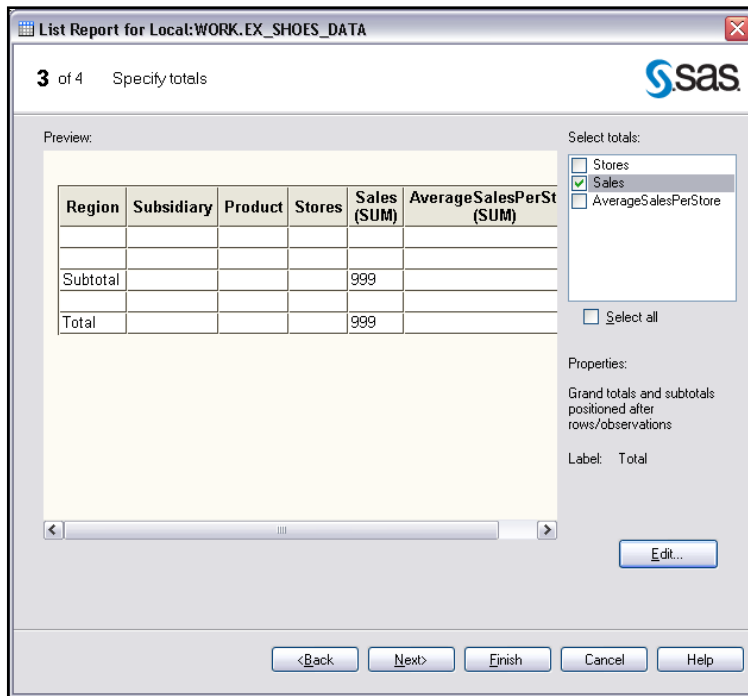 List Report for Local:WORK.EX_SHOES_DATA
3 of 4 Specify totals
sas
Preview:
Region Subsidiary Product Stores Sales (SUM) AverageSalesPerSt (SUM)
Subtotal 999
Total 999
Select totals:
Stores
Sales
AverageSalesPerStore
Select all
Properties:
Grand totals and subtotals
positioned after
rows/observations
Label: Total
Edit...
<Back Next> Finish Cancel Help